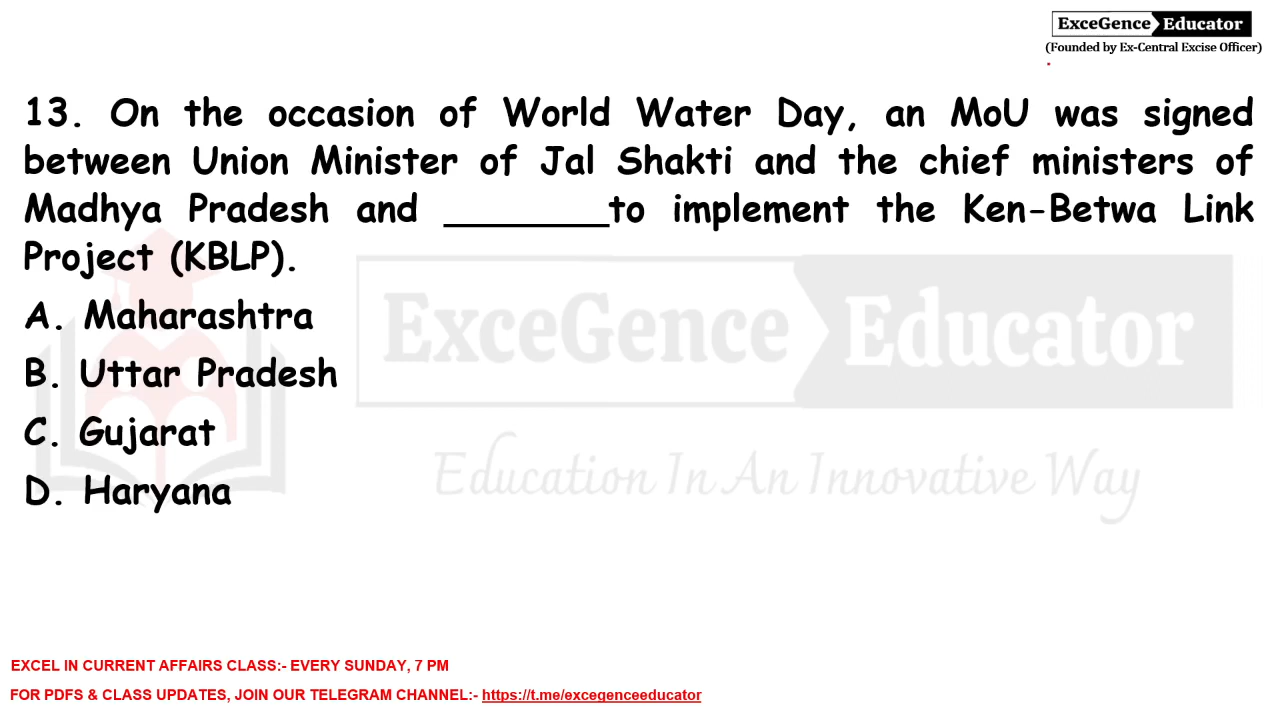 ExceGence Educator
(Founded by Ex-Central Excise Officer)
13. On the occasion of World Water Day, an MoU was signed
between Union Minister of Jal Shakti and the chief ministers of
Madhya Pradesh and ________to implement the Ken-Betwa Link
Project (KBLP).
A. Maharashtra
B. Uttar Pradesh
C. Gujarat
D. Haryana
ExceGence Educator
Education In An Innovative Way
EXCEL IN CURRENT AFFAIRS CLASS:- EVERY SUNDAY, 7 PM
FOR PDFS & CLASS UPDATES, JOIN OUR TELEGRAM CHANNEL:- https://t.me/excegenceeducator